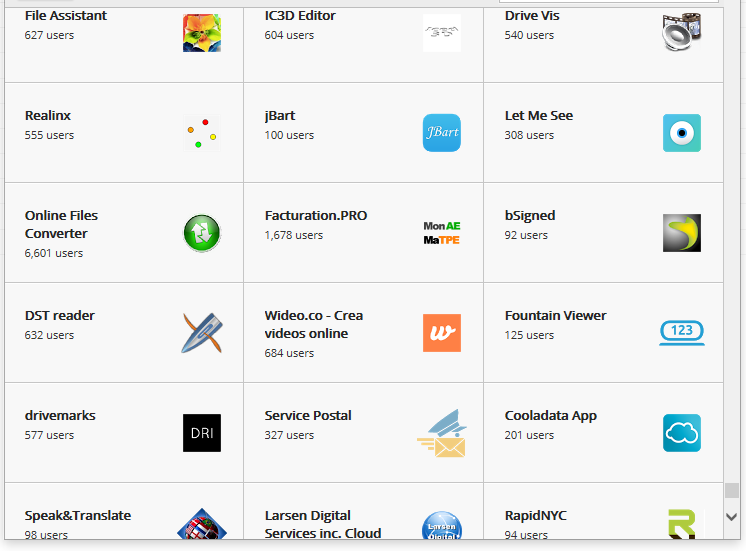 File Assistant
627 users
IC3D Editor
604 users
Drive Vis
540 users
Realinx
555 users
jBart
100 users
jBart
Let Me See
308 users
Online Files
Converter
6,601 users
Facturation.PRO
1,678 users
MonAE
MaTPE
bSigned
92 users
DST reader
632 users
Wideo.co - Crea
videos online
684 users
w
Fountain Viewer
125 users
123
drivemarks
577 users
DRI
Service Postal
327 users
Cooladata App
201 users
Speak&Translate
98 users
Larsen Digital
Services inc. Cloud
Larsen
Digital
RapidNYC
94 users
R